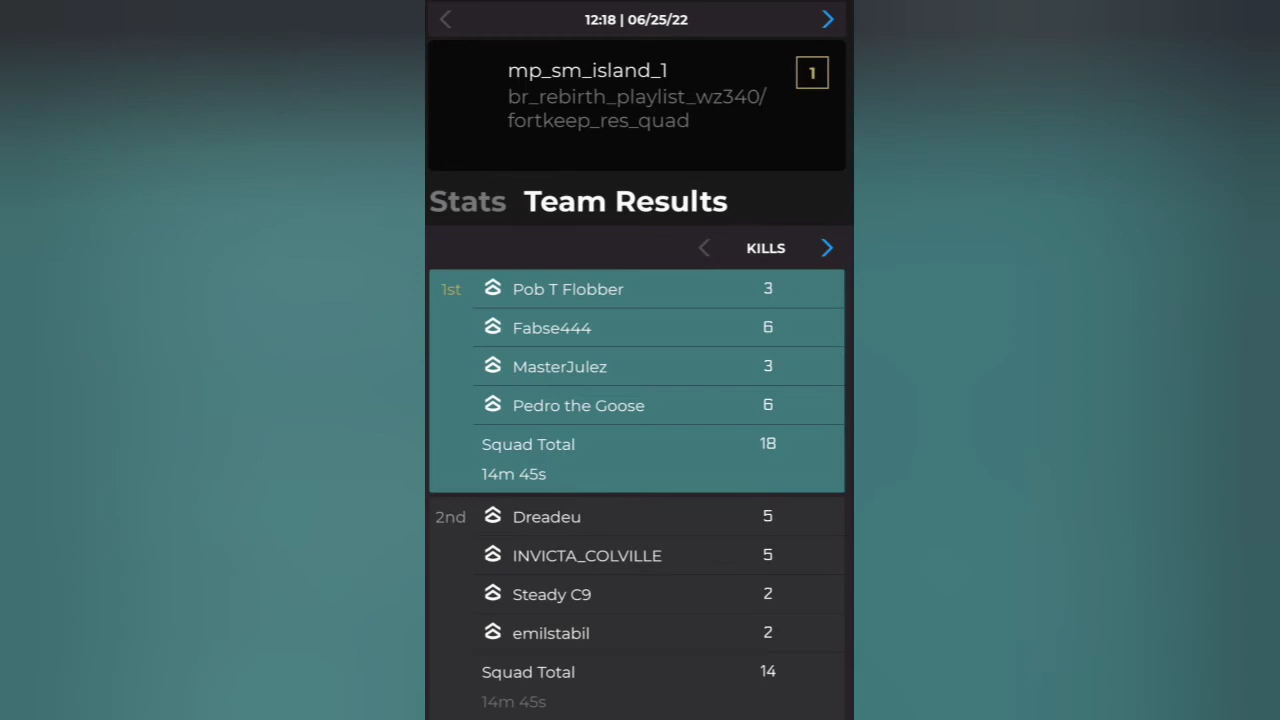 12:18 | 06/25/22
mp_sm_island_1
1
br_rebirth_playlist_wz340/
fortkeep_res_quad
Stats Team Results
KILLS
1st Pob T Flobber 3
Fabse444 6
MasterJulez 3
Pedro the Goose 6
Squad Total 18
14m 45s
2nd Dreadeu 5
INVICTA_COLVILLE 5
Steady C9 2
emilstabil 2
Squad Total 14
14m 45s